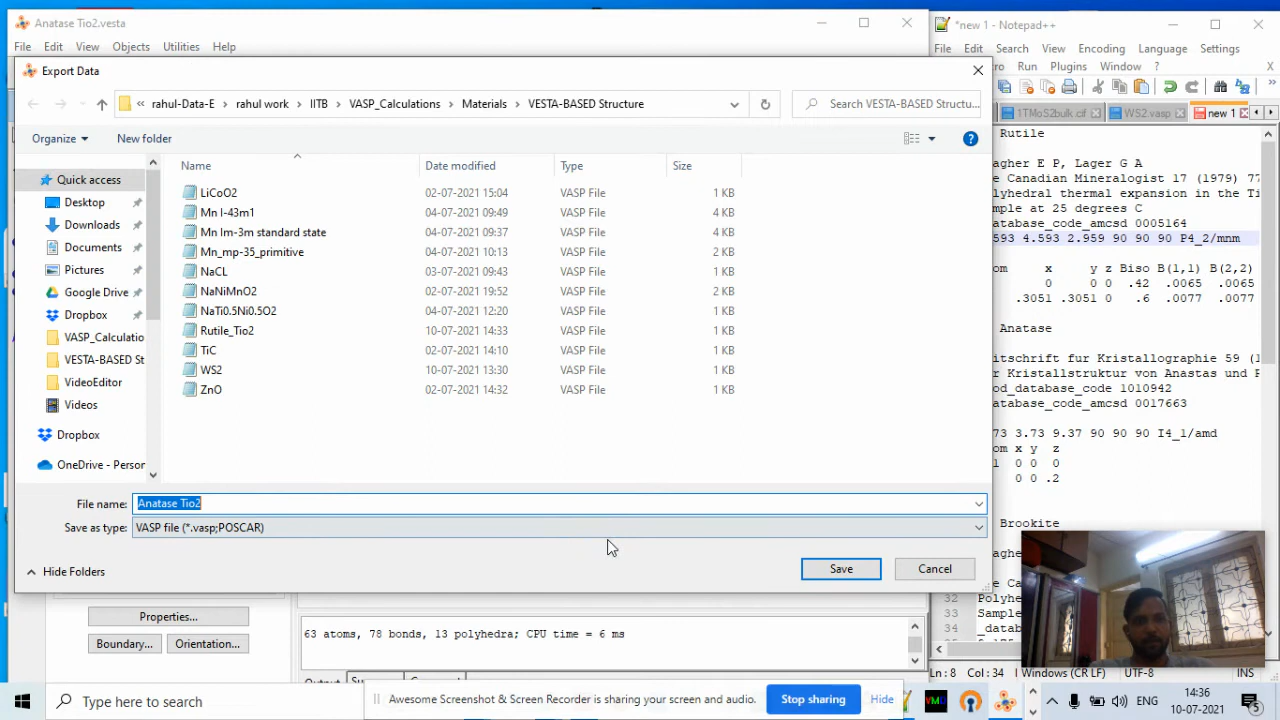 Anatase Tio2.vesta
File Edit View Objects Utilities Help
Export Data
« rahul-Data-E › rahul work › IITB › VASP_Calculations › Materials › VESTA-BASED Structure
Search VESTA-BASED Structu...
Organize New folder
Quick access
Desktop
Downloads
Documents
Pictures
Google Drive
Dropbox
VASP_Calculatio
VESTA-BASED St
VideoEditor
Videos
Dropbox
OneDrive - Person
Name Date modified Type Size
LiCoO2 02-07-2021 15:04 VASP File 1 KB
Mn I-43m1 04-07-2021 09:49 VASP File 4 KB
Mn Im-3m standard state 04-07-2021 09:37 VASP File 4 KB
Mn_mp-35_primitive 04-07-2021 10:13 VASP File 2 KB
NaCL 03-07-2021 09:43 VASP File 1 KB
NaNiMnO2 02-07-2021 19:52 VASP File 2 KB
NaTi0.5Ni0.5O2 04-07-2021 12:20 VASP File 1 KB
Rutile_Tio2 10-07-2021 14:33 VASP File 1 KB
TiC 02-07-2021 14:10 VASP File 1 KB
WS2 10-07-2021 13:30 VASP File 1 KB
ZnO 02-07-2021 14:32 VASP File 1 KB
File name: Anatase Tio2
Save as type: VASP file (*.vasp;POSCAR)
Hide Folders Save Cancel
Properties...
Boundary... Orientation...
63 atoms, 78 bonds, 13 polyhedra; CPU time = 6 ms
*new 1 - Notepad++
File Edit Search View Encoding Language Settings
cro Run Plugins Window ? X
1TMoS2bulk.cif WS2.vasp new 1
Rutile
agher E P, Lager G A
e Canadian Mineralogist 17 (1979) 77
lyhedral thermal expansion in the Ti
mple at 25 degrees C
atabase_code_amcsd 0005164
593 4.593 2.959 90 90 90 P4_2/mnm
om x y z Biso B(1,1) B(2,2)
0 0 0 .42 .0065 .0065
.3051 .3051 0 .6 .0077 .0077
Anatase
itschrift fur Kristallographie 59 (1
r Kristallstruktur von Anastas und R
od_database_code 1010942
atabase_code_amcsd 0017663
73 3.73 9.37 90 90 90 I4_1/amd
om x y z
1 0 0 0
0 0 .2
Brookite
32 Polyhe
33 Sample
34 _datab
Ln:8 Col:34 Windows (CR LF) UTF-8 INS
Type here to search
Awesome Screenshot & Screen Recorder is sharing your screen and audio. Stop sharing Hide
VMD
ENG
14:36
10-07-2021
5